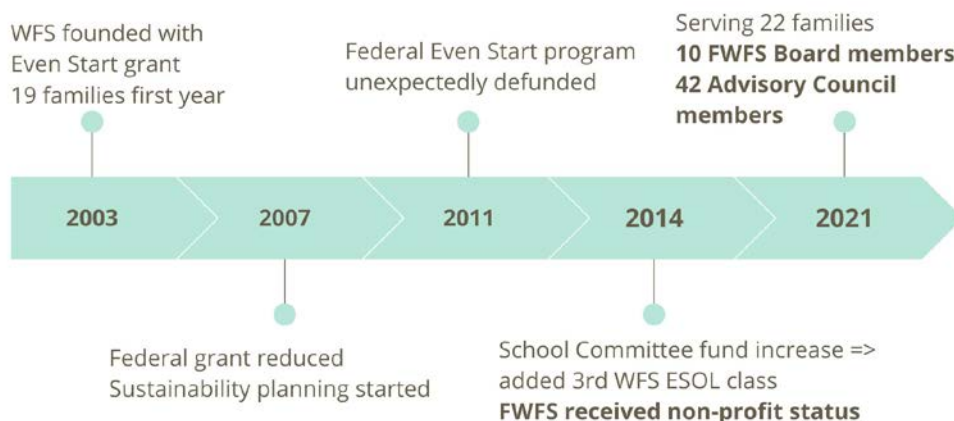 WFS founded with
Even Start grant
19 families first year
Federal Even Start program
unexpectedly defunded
Serving 22 families
10 FWFS Board members
42 Advisory Council
members
2003
2007
2011
2014
2021
Federal grant reduced
Sustainability planning started
School Committee fund increase =>
added 3rd WFS ESOL class
FWFS received non-profit status